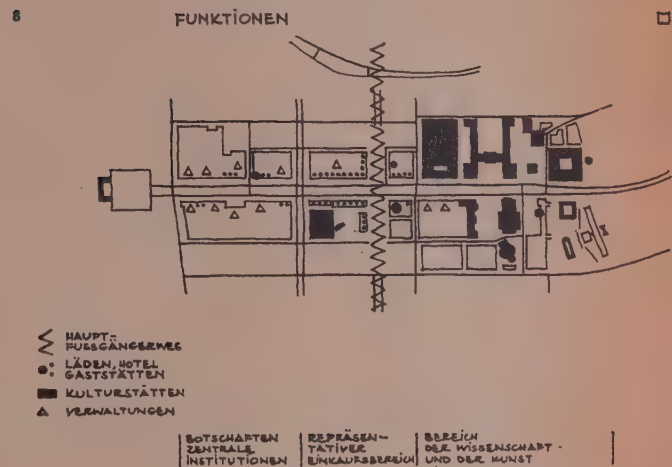 8
FUNKTIONEN
HAUPT-
FUSSGÄNGERWEG
LÄDEN, HOTEL
GASTSTÄTTEN
KULTURSTÄTTEN
VERWALTUNGEN
BOTSCHAFTEN
ZENTRALE
INSTITUTIONEN
REPRÄSEN-
TATIVER
EINKAUFSBEREICH
BEREICH
DER WISSENSCHAFT-
UND DER KUNST